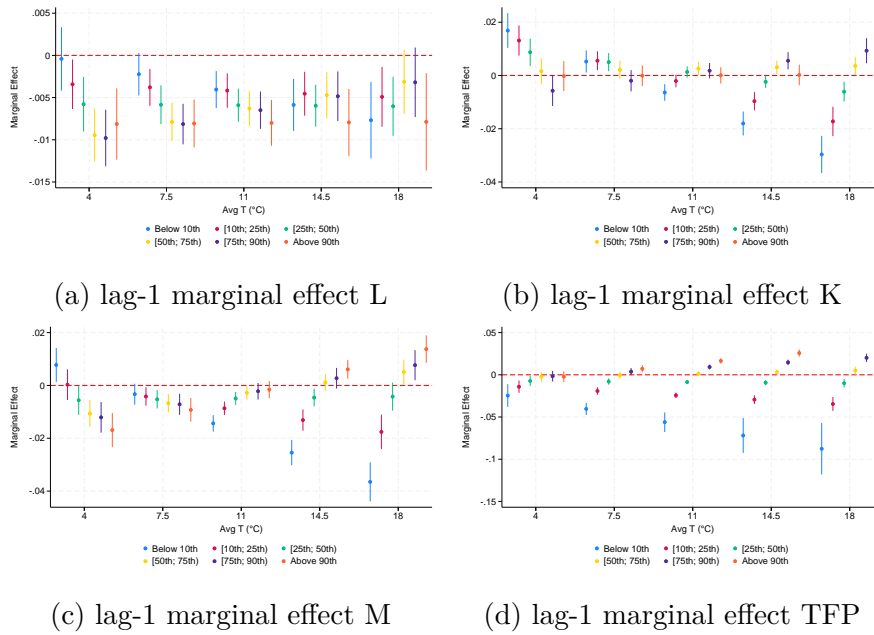 .005
0
-.005
-.01
-.015
Marginal Effect
4
7.5
11
14.5
18
Avg T (°C)
Below 10th
[10th; 25th)
[25th; 50th)
[50th; 75th)
[75th; 90th)
Above 90th
(a) lag-1 marginal effect L
.02
0
-.02
-.04
Marginal Effect
4
7.5
11
14.5
18
Avg T (°C)
Below 10th
[10th; 25th)
[25th; 50th)
[50th; 75th)
[75th; 90th)
Above 90th
(b) lag-1 marginal effect K
.02
0
-.02
-.04
Marginal Effect
4
7.5
11
14.5
18
Avg T (°C)
Below 10th
[10th; 25th)
[25th; 50th)
[50th; 75th)
[75th; 90th)
Above 90th
(c) lag-1 marginal effect M
.05
0
-.05
-.1
-.15
Marginal Effect
4
7.5
11
14.5
18
Avg T (°C)
Below 10th
[10th; 25th)
[25th; 50th)
[50th; 75th)
[75th; 90th)
Above 90th
(d) lag-1 marginal effect TFP